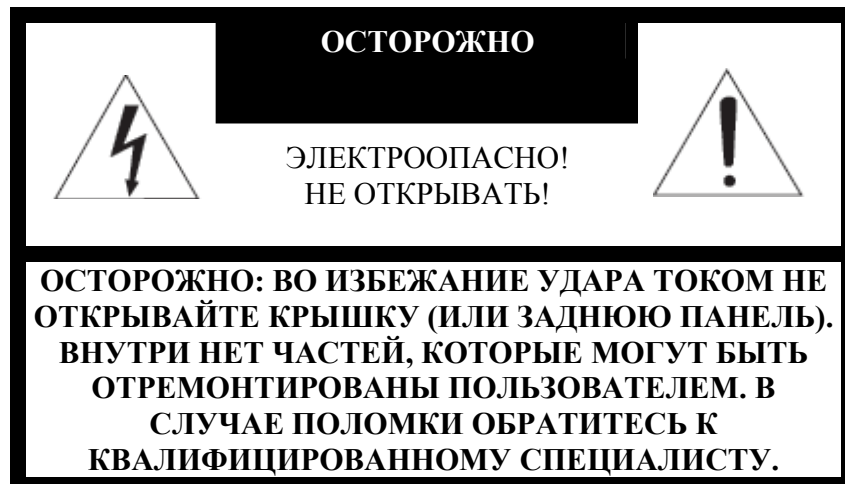 ОСТОРОЖНО
ЭЛЕКТРООПАСНО!
НЕ ОТКРЫВАТЬ!
ОСТОРОЖНО: ВО ИЗБЕЖАНИЕ УДАРА ТОКОМ НЕ
ОТКРЫВАЙТЕ КРЫШКУ (ИЛИ ЗАДНЮЮ ПАНЕЛЬ).
ВНУТРИ НЕТ ЧАСТЕЙ, КОТОРЫЕ МОГУТ БЫТЬ
ОТРЕМОНТИРОВАНЫ ПОЛЬЗОВАТЕЛЕМ. В
СЛУЧАЕ ПОЛОМКИ ОБРАТИТЕСЬ К
КВАЛИФИЦИРОВАННОМУ СПЕЦИАЛИСТУ.